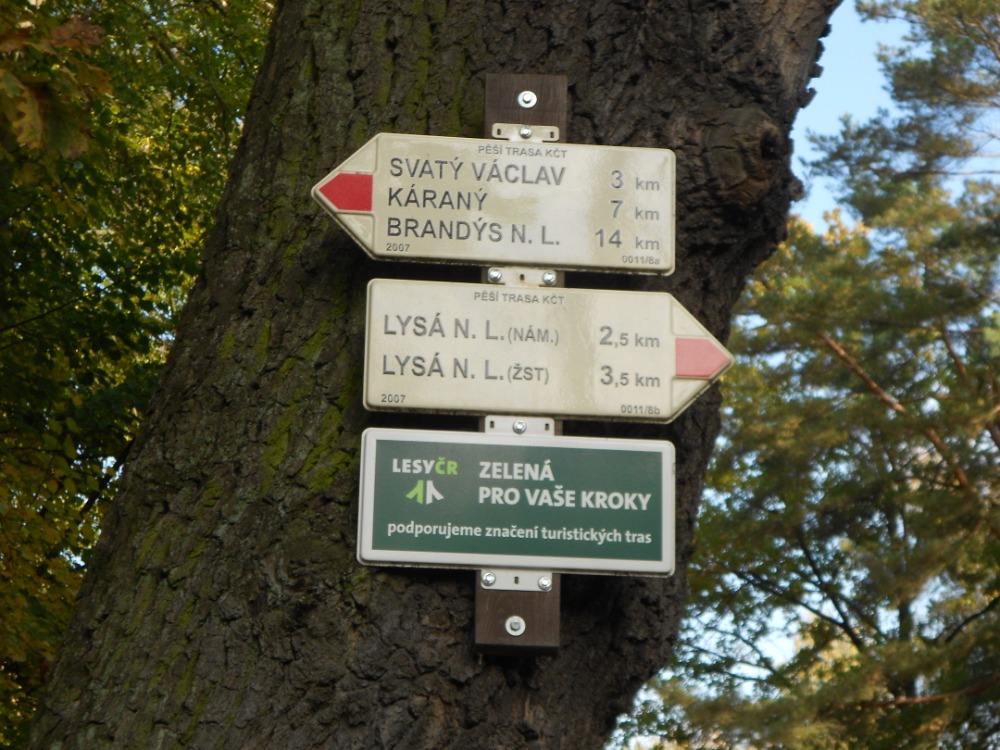 PĚŠÍ TRASA KČT
SVATÝ VÁCLAV 3 km
KÁRANÝ 7 km
BRANDÝS N. L. 14 km
2007 0011/8a
PĚŠÍ TRASA KČT
LYSÁ N. L. (NÁM.) 2,5 km
LYSÁ N. L. (ŽST) 3,5 km
2007 0011/8b
LESYČR
ZELENÁ
PRO VAŠE KROKY
podporujeme značení turistických tras